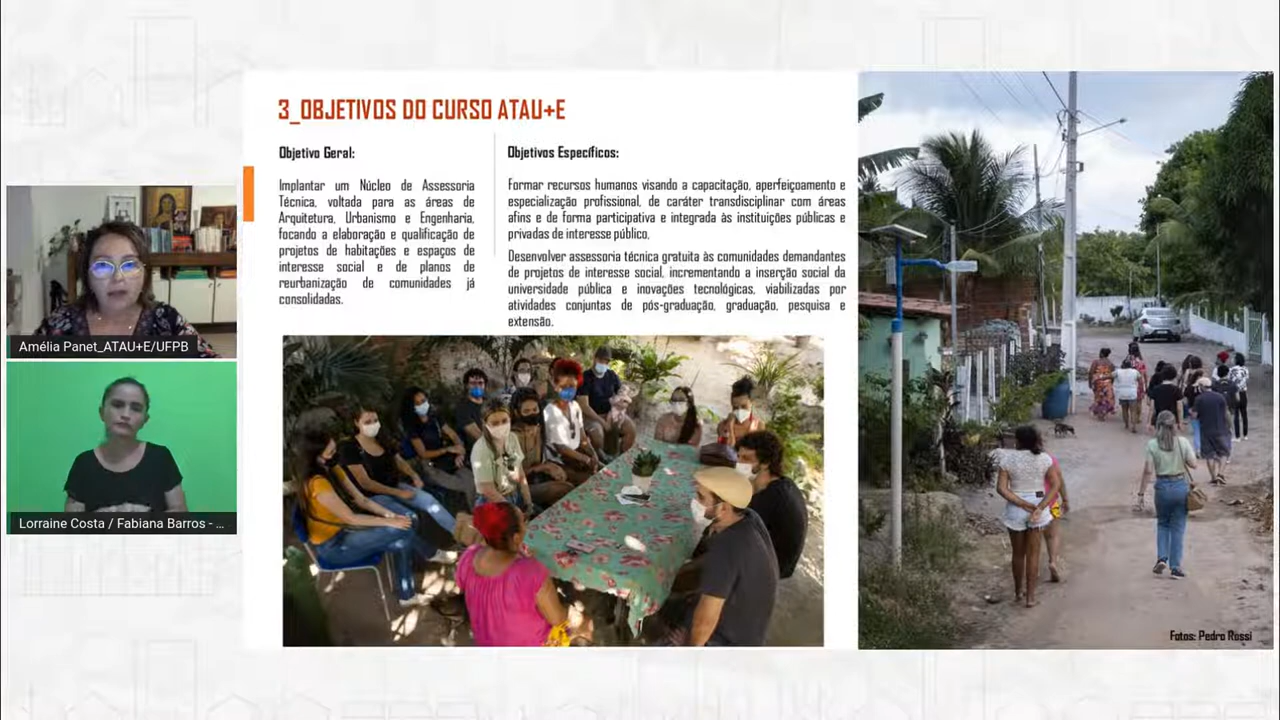 3_OBJETIVOS DO CURSO ATAU+E
Objetivo Geral:
Implantar um Núcleo de Assessoria
Técnica, voltada para as áreas de
Arquitetura, Urbanismo e Engenharia,
focando a elaboração e qualificação de
projetos de habitações e espaços de
interesse social e de planos de
reurbanização de comunidades já
consolidadas.
Objetivos Específicos:
Formar recursos humanos visando a capacitação, aperfeiçoamento e
especialização profissional, de caráter transdisciplinar com áreas
afins e de forma participativa e integrada às instituições públicas e
privadas de interesse público.
Desenvolver assessoria técnica gratuita às comunidades demandantes
de projetos de interesse social, incrementando a inserção social da
universidade pública e inovações tecnológicas, viabilizadas por
atividades conjuntas de pós-graduação, graduação, pesquisa e
extensão.
Amélia Panet_ATAU+E/UFPB
Lorraine Costa / Fabiana Barros - ...
Fotos: Pedro Rossi